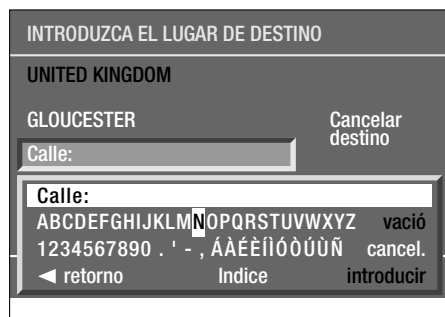 INTRODUZCA EL LUGAR DE DESTINO
UNITED KINGDOM
GLOUCESTER
Cancelar
destino
Calle:
Calle:
ABCDEFGHIJKLMNOPQRSTUVWXYZ vació
1234567890 . ' - , ÁÀÉÈÍÌÓÒÚÙÑ cancel.
◄ retorno Indice introducir